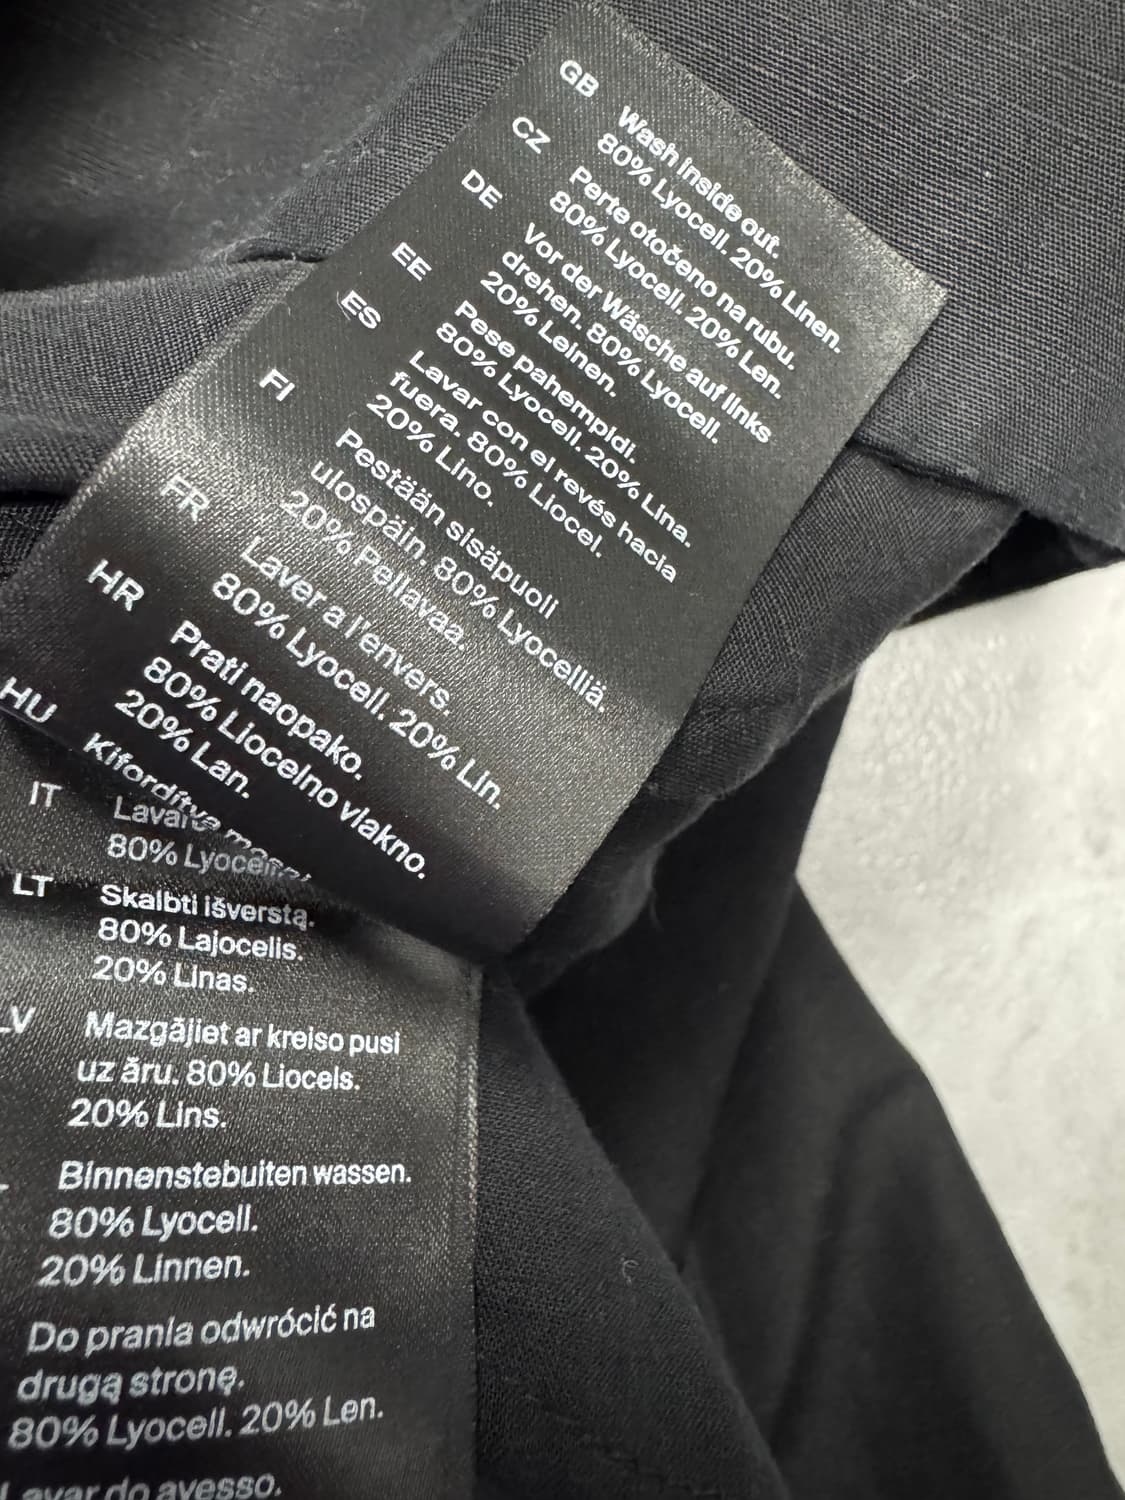 GB Wash inside out.
80% Lyocell. 20% Linen.
CZ Perte otočeno na rubu.
80% Lyocell. 20% Len.
DE Vor der Wäsche auf links
drehen. 80% Lyocell.
20% Leinen.
EE Pese pahempidi.
80% Lyocell. 20% Lina.
ES Lavar con el revés hacia
fuera. 80% Liocel.
20% Lino.
FI Pestään sisäpuoli
ulospäin. 80% Lyocelliä.
20% Pellavaa.
FR Laver a l'envers.
80% Lyocell. 20% Lin.
HR Prati naopako.
80% Liocelno vlakno.
20% Lan.
HU Kifordítva
IT
80%
LT Skalbti išverstą.
80% Lajocelis.
20% Linas.
LV Mazgājiet ar kreiso pusi
uz āru. 80% Liocels.
20% Lins.
Binnenstebuiten wassen.
80% Lyocell.
20% Linnen.
Do prania odwrócić na
drugą stronę.
80% Lyocell. 20% Len.
Lavar do avesso.